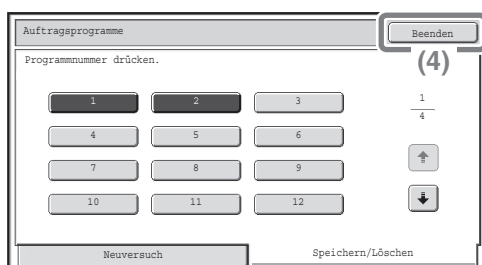 Auftragsprogramme
Beenden
(4)
Programmnummer drücken.
1 2 3
4 5 6
7 8 9
10 11 12
1
4
Neuversuch
Speichern/Löschen